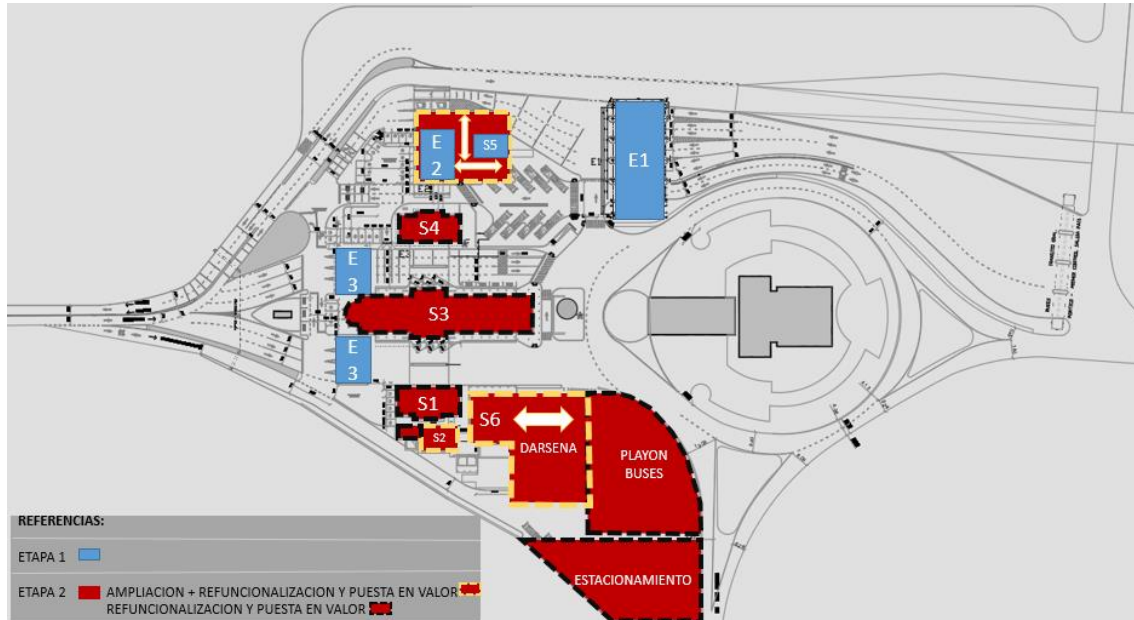 E1
E
2
S5
S4
E
3
S3
E
3
S1
S2
S6
DARSENA
PLAYON
BUSES
ESTACIONAMIENTO
REFERENCIAS:
ETAPA 1
ETAPA 2 AMPLIACION + REFUNCIONALIZACION Y PUESTA EN VALOR
REFUNCIONALIZACION Y PUESTA EN VALOR